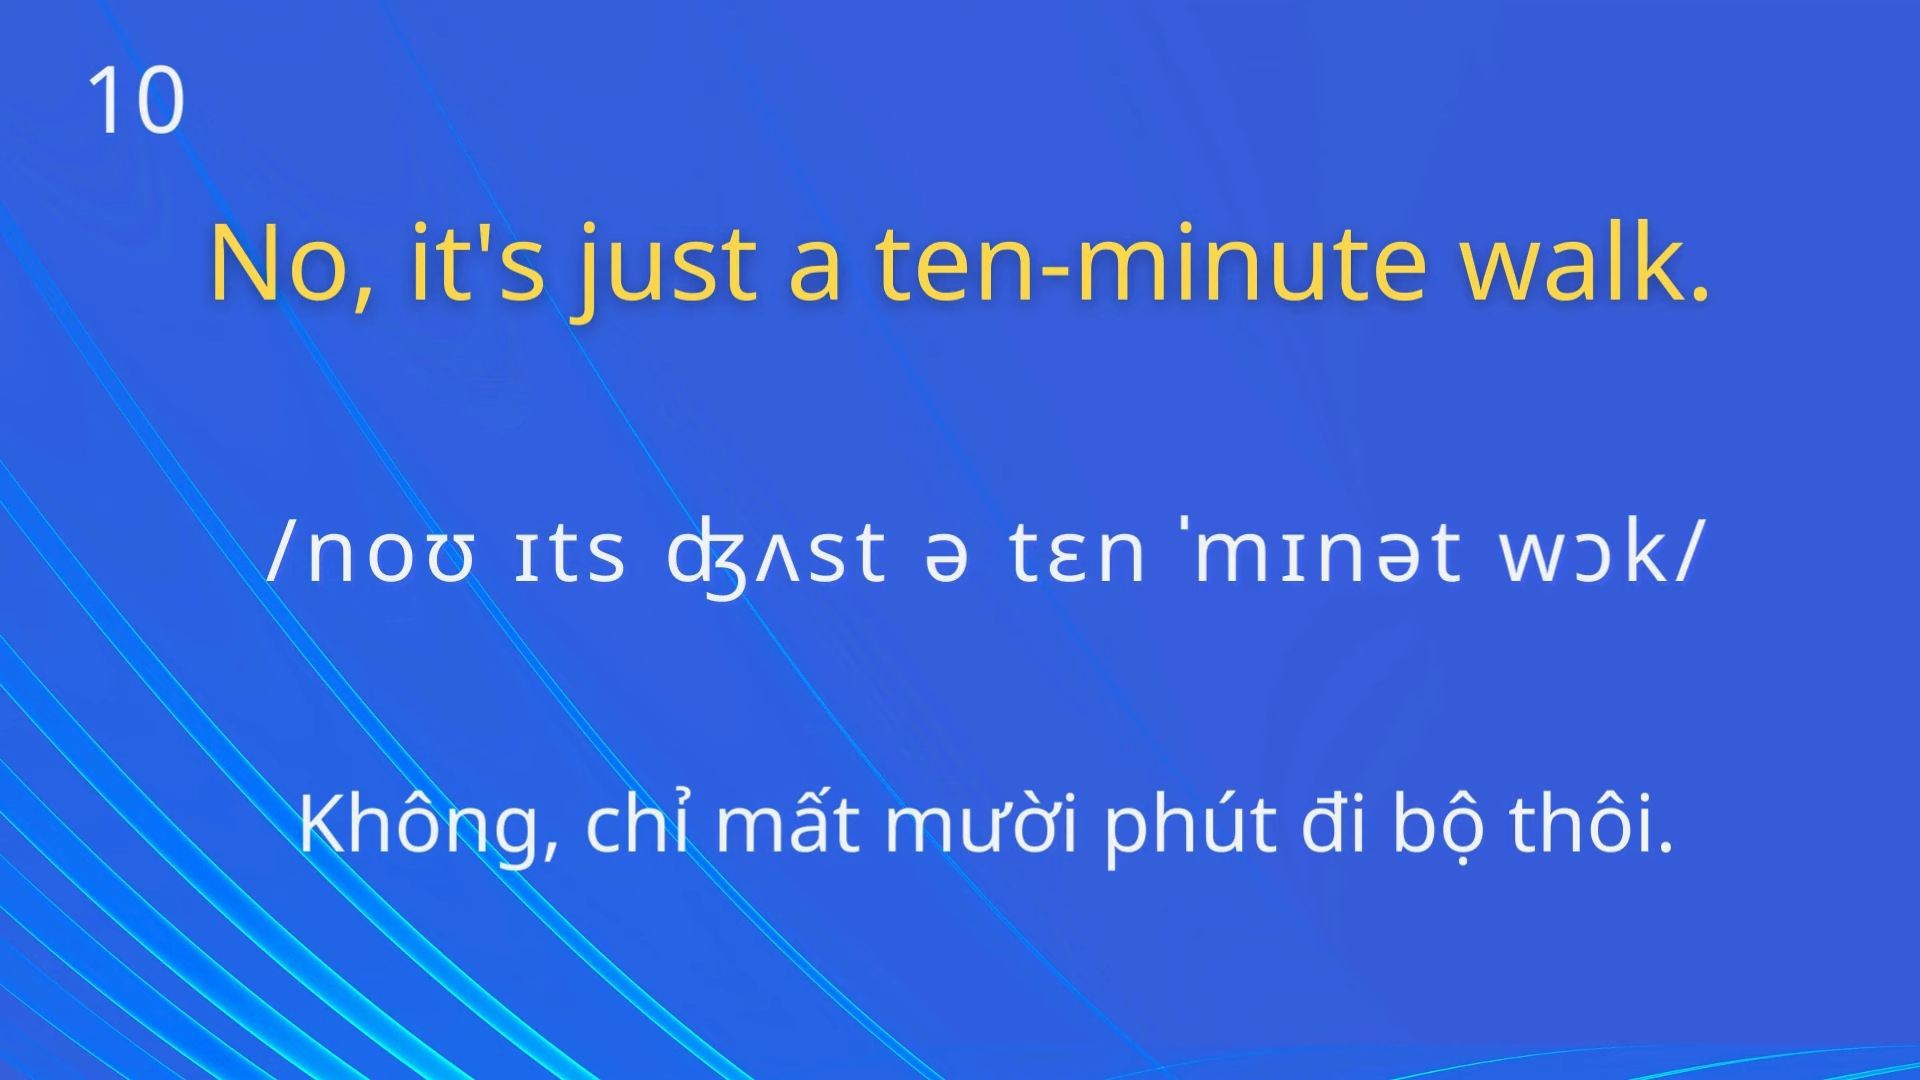 10
No, it's just a ten-minute walk.
/noʊ ɪts ʤʌst ə tɛn ˈmɪnət wɔk/
Không, chỉ mất mười phút đi bộ thôi.